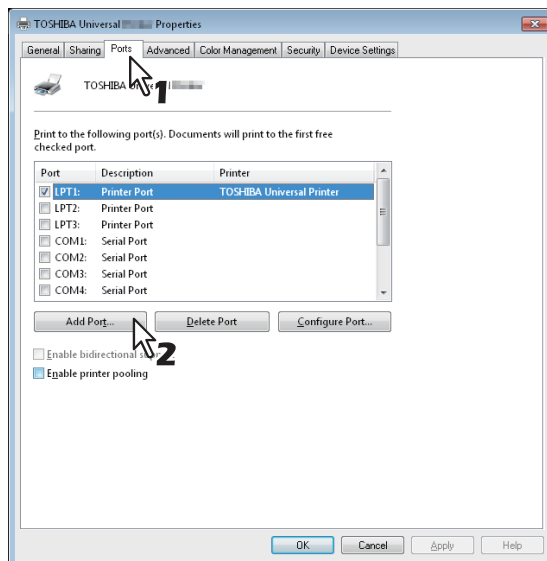 TOSHIBA Universal Properties
General Sharing Ports Advanced Color Management Security Device Settings
1
TOSHIBA
Print to the following port(s). Documents will print to the first free
checked port.
Port Description Printer
LPT1: Printer Port TOSHIBA Universal Printer
LPT2: Printer Port
LPT3: Printer Port
COM1: Serial Port
COM2: Serial Port
COM3: Serial Port
COM4: Serial Port
Add Port... Delete Port Configure Port...
2
Enable bidirectional
Enable printer pooling
OK Cancel Apply Help